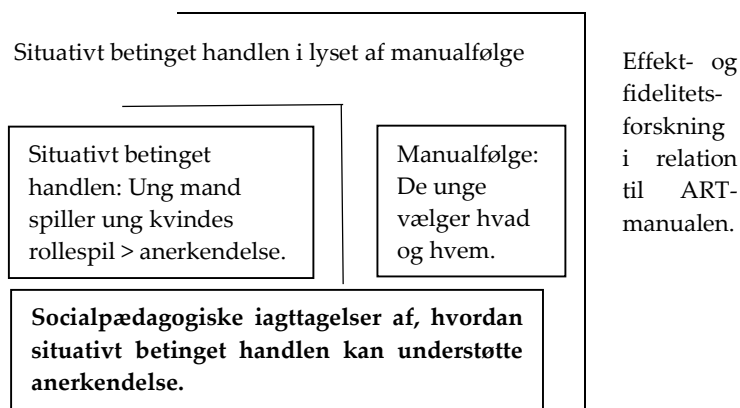 Situativt betinget handlen i lyset af manualfølge
Situativt betinget
handlen: Ung mand
spiller ung kvindes
rollespil > anerkendelse.
Manualfølge:
De unge
vælger hvad
og hvem.
Socialpædagogiske iagttagelser af, hvordan
situativt betinget handlen kan understøtte
anerkendelse.
Effekt- og
fidelitets-
forskning
i relation
til ART-
manualen.